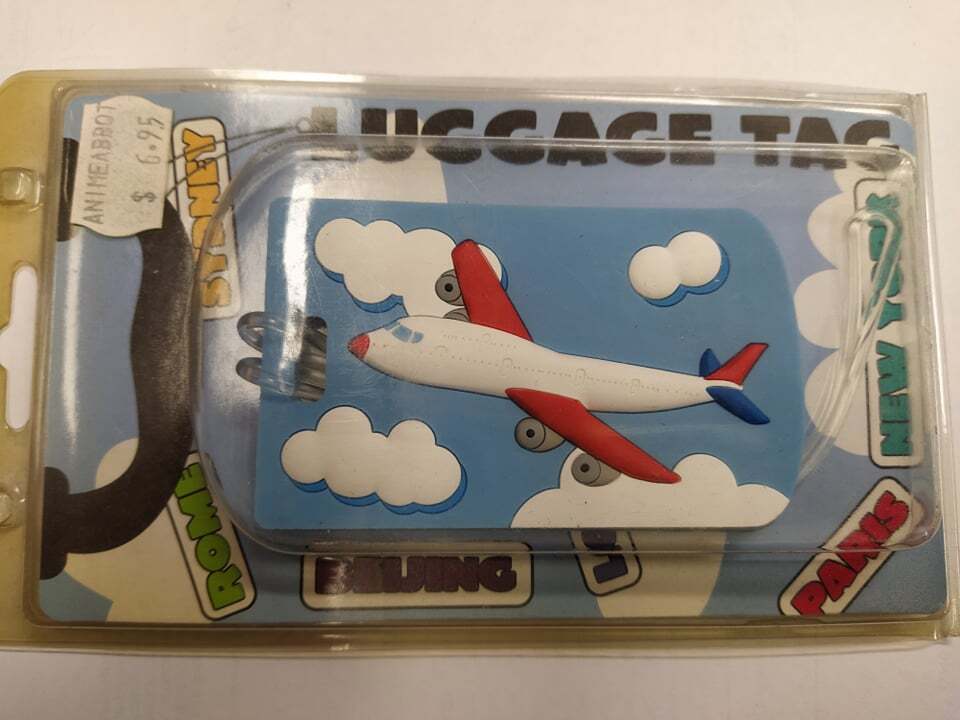 LUGGAGE TAG
ANIMEABBOT
$ 6.95
SYDNEY
NEW YORK
ROME
BEIJING
PARIS